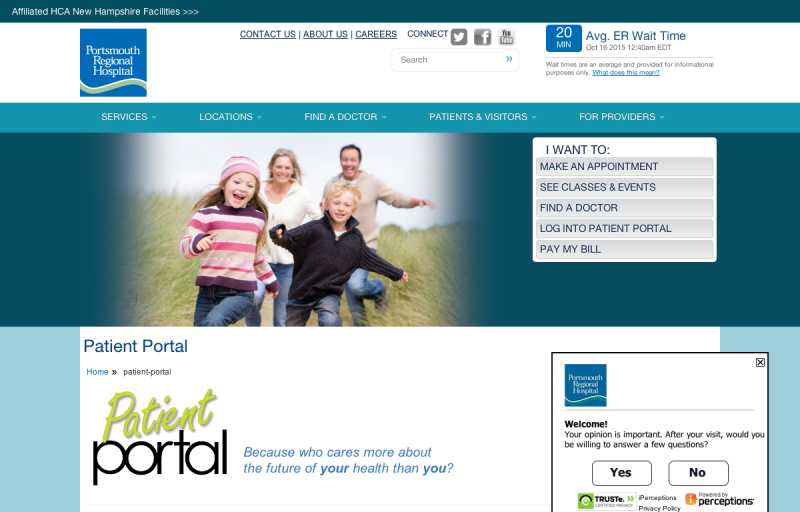 Affiliated HCA New Hampshire Facilities >>>
Portsmouth
Regional
Hospital
CONTACT US | ABOUT US | CAREERS CONNECT
You
Tube
Search »
20
MIN
Avg. ER Wait Time
Oct 16 2015 12:40am EDT
Wait times are an average and provided for informational
purposes only. What does this mean?
SERVICES LOCATIONS FIND A DOCTOR PATIENTS & VISITORS FOR PROVIDERS
I WANT TO:
MAKE AN APPOINTMENT
SEE CLASSES & EVENTS
FIND A DOCTOR
LOG INTO PATIENT PORTAL
PAY MY BILL
Patient Portal
Home » patient-portal
Patient
portal
Because who cares more about
the future of your health than you?
Portsmouth
Regional
Hospital
Welcome!
Your opinion is important. After your visit, would you
be willing to answer a few questions?
Yes No
TRUSTe.
CERTIFIED PRIVACY
iPerceptions
Privacy Policy
Powered by
iperceptions